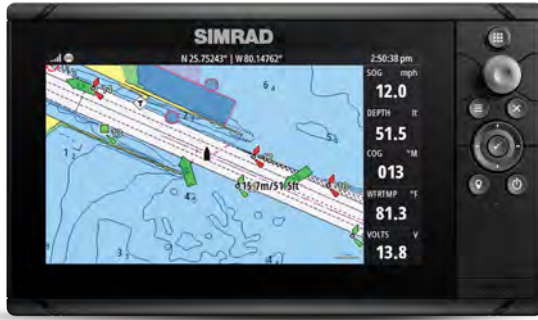 SIMRAD
N 25.75243° | W 80.14762°
2:50:38 pm
SOG mph
12.0
DEPTH ft
51.5
COG °M
013
WFRTMP °F
81.3
VOLTS V
13.8
15.7m/51.5ft